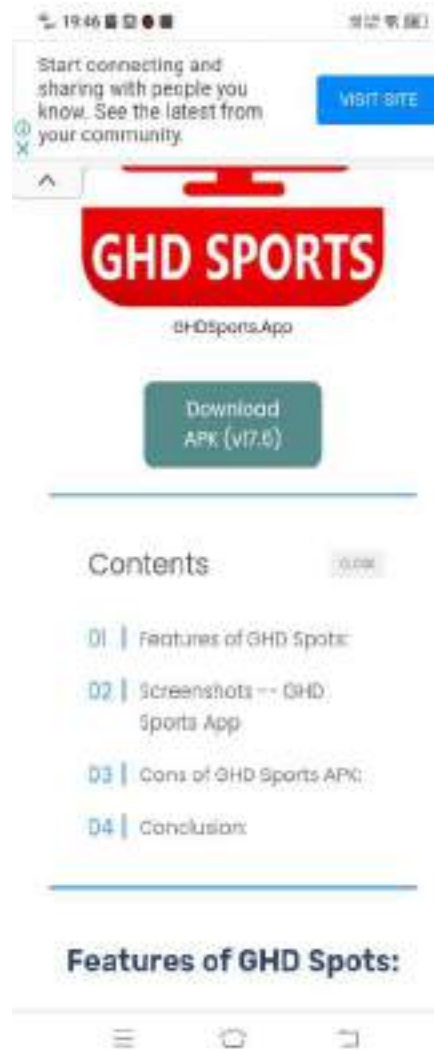 19:46
Start connecting and
sharing with people you
know. See the latest from
your community.
VISIT SITE
GHD SPORTS
GHDSports.App
Download
APK (v17.6)
Contents
CLOSE
01 Features of GHD Spots:
02 Screenshots -- GHD
Sports App
03 Cons of GHD Sports APK:
04 Conclusion:
Features of GHD Spots: